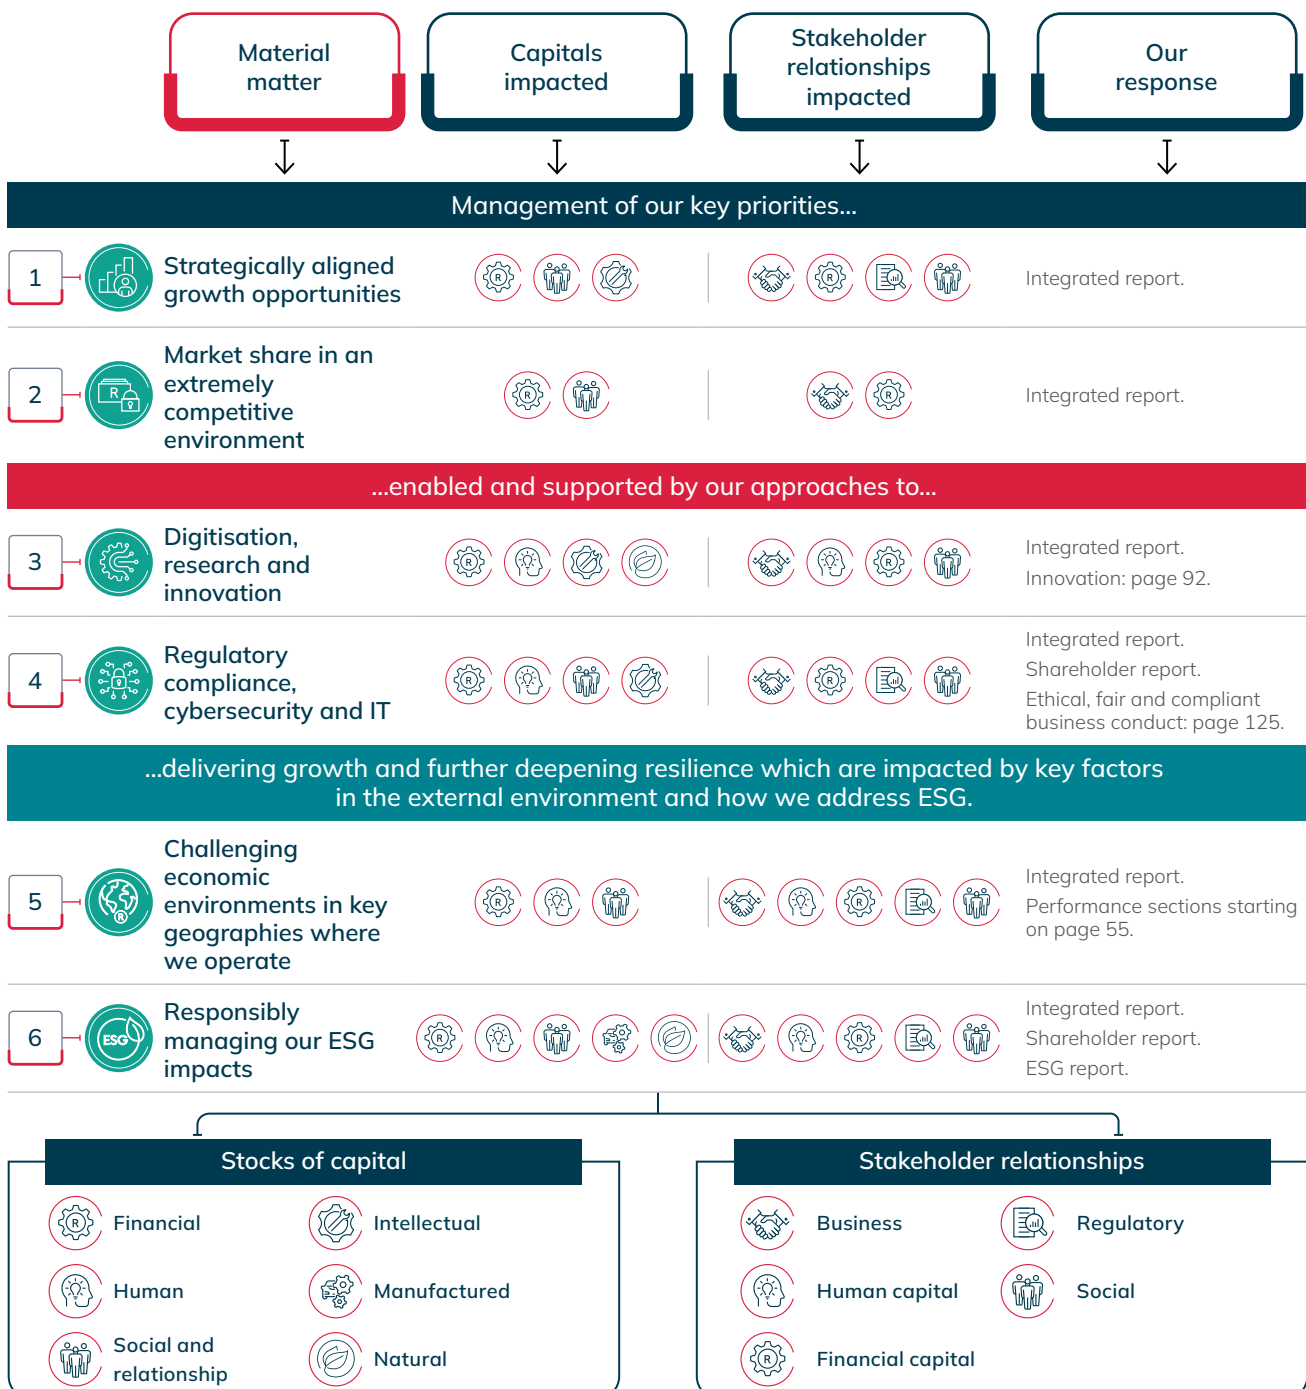 Material
matter
Capitals
impacted
Stakeholder
relationships
impacted
Our
response
Management of our key priorities...
1
Strategically aligned
growth opportunities
R
R
Integrated report.
2
R
Market share in an
extremely
competitive
environment
R
R
Integrated report.
...enabled and supported by our approaches to...
3
Digitisation,
research and
innovation
R
R
Integrated report.
Innovation: page 92.
4
Regulatory
compliance,
cybersecurity and IT
R
R
Integrated report.
Shareholder report.
Ethical, fair and compliant
business conduct: page 125.
...delivering growth and further deepening resilience which are impacted by key factors
in the external environment and how we address ESG.
5
R
Challenging
economic
environments in key
geographies where
we operate
R
R
Integrated report.
Performance sections starting
on page 55.
6
ESG
Responsibly
managing our ESG
impacts
R
R
Integrated report.
Shareholder report.
ESG report.
Stocks of capital
R
Financial
Intellectual
Human
Manufactured
Social and
relationship
Natural
Stakeholder relationships
Business
Regulatory
Human capital
Social
R
Financial capital